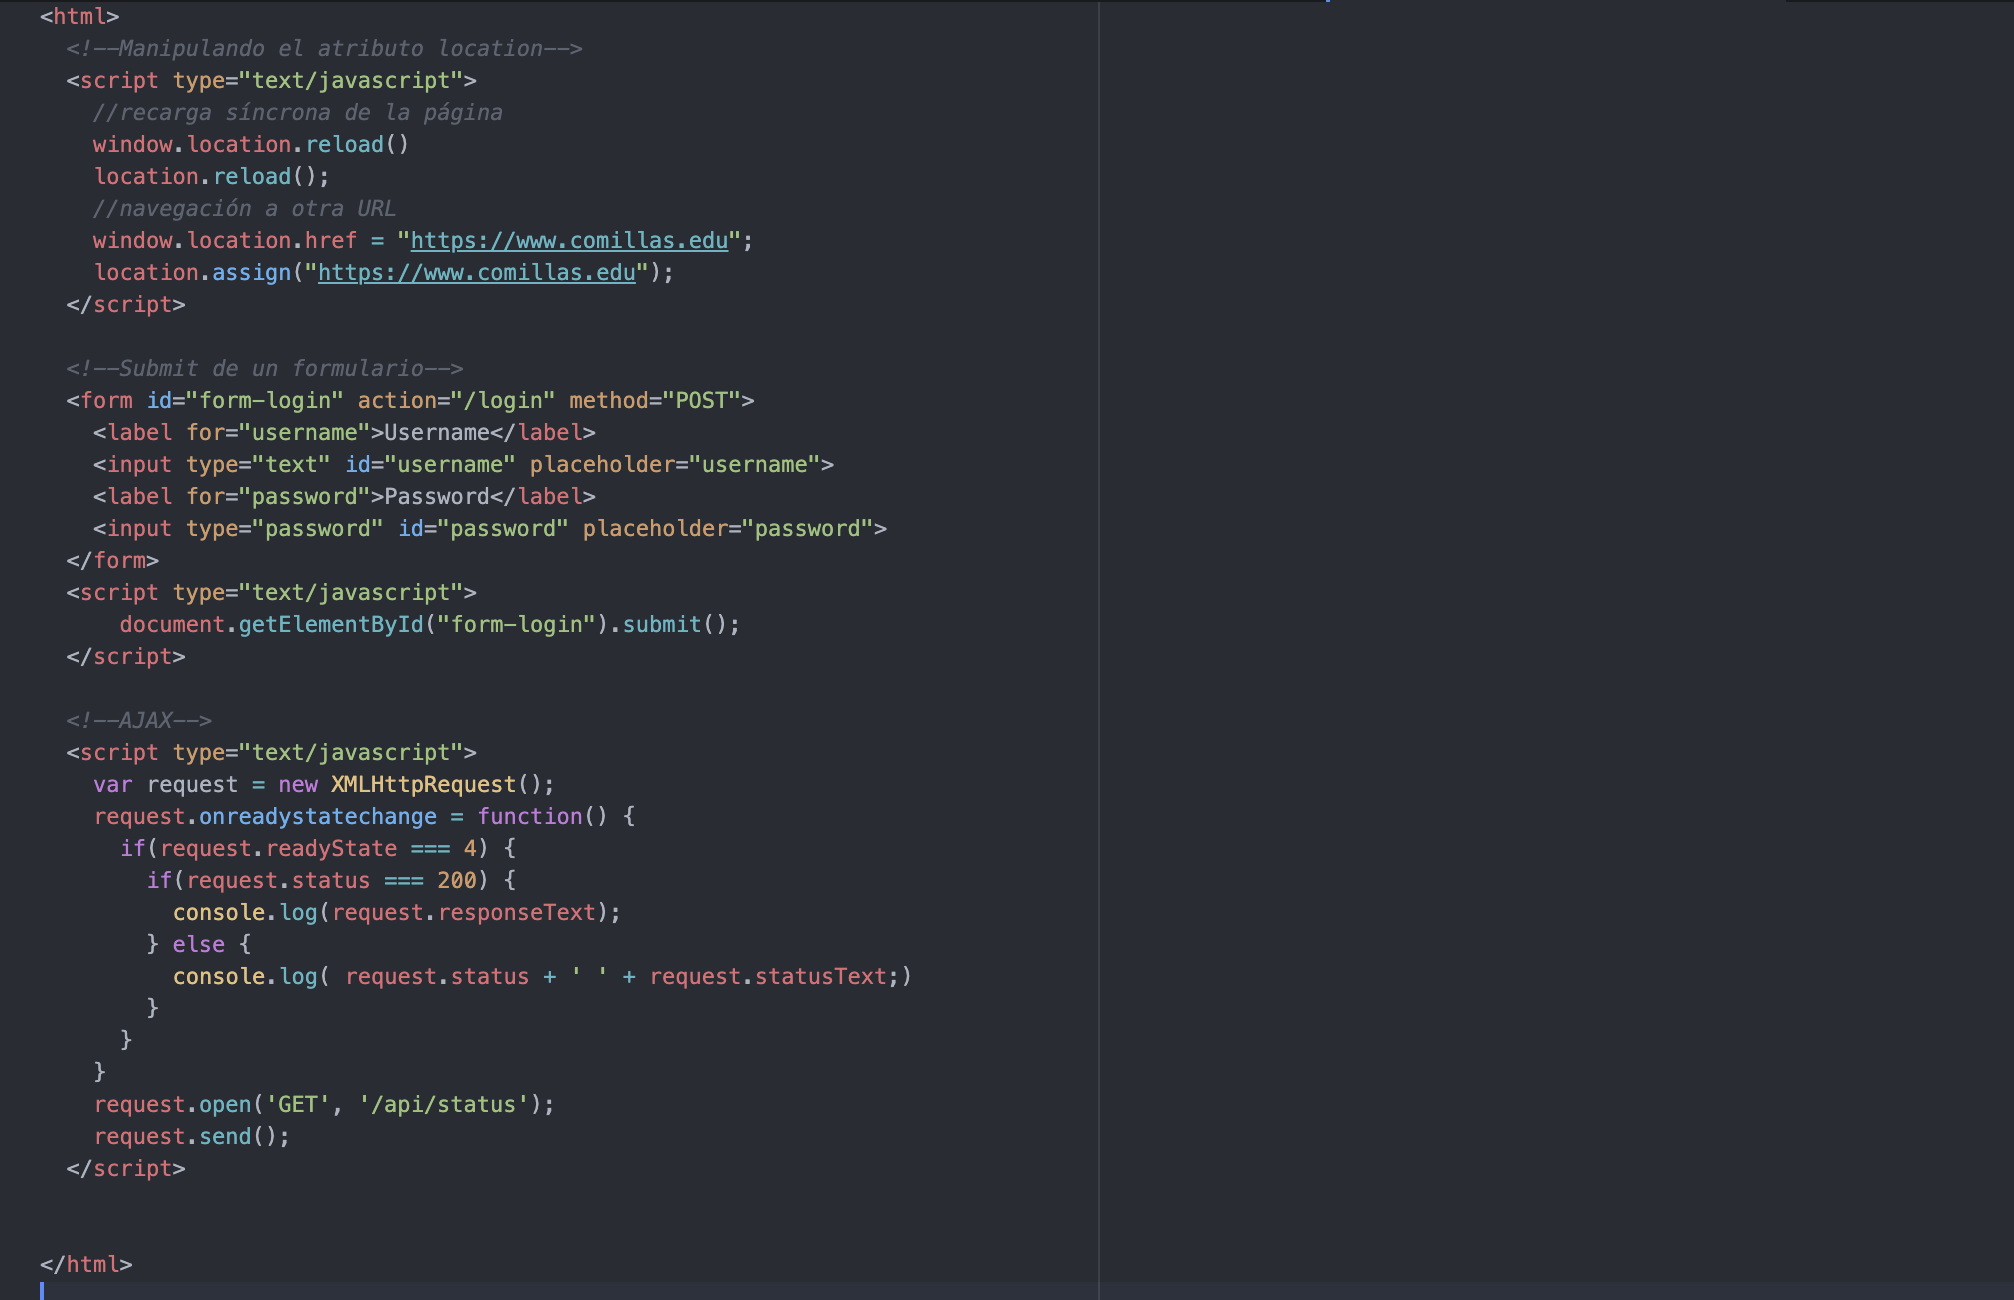 <html>
<!--Manipulando el atributo location-->
<script type="text/javascript">
//recarga síncrona de la página
window.location.reload()
location.reload();
//navegación a otra URL
window.location.href = "https://www.comillas.edu";
location.assign("https://www.comillas.edu");
</script>
<!--Submit de un formulario-->
<form id="form-login" action="/login" method="POST">
<label for="username">Username</label>
<input type="text" id="username" placeholder="username">
<label for="password">Password</label>
<input type="password" id="password" placeholder="password">
</form>
<script type="text/javascript">
document.getElementById("form-login").submit();
</script>
<!--AJAX-->
<script type="text/javascript">
var request = new XMLHttpRequest();
request.onreadystatechange = function() {
if(request.readyState === 4) {
if(request.status === 200) {
console.log(request.responseText);
} else {
console.log( request.status + ' ' + request.statusText;)
}
}
}
request.open('GET', '/api/status');
request.send();
</script>
</html>